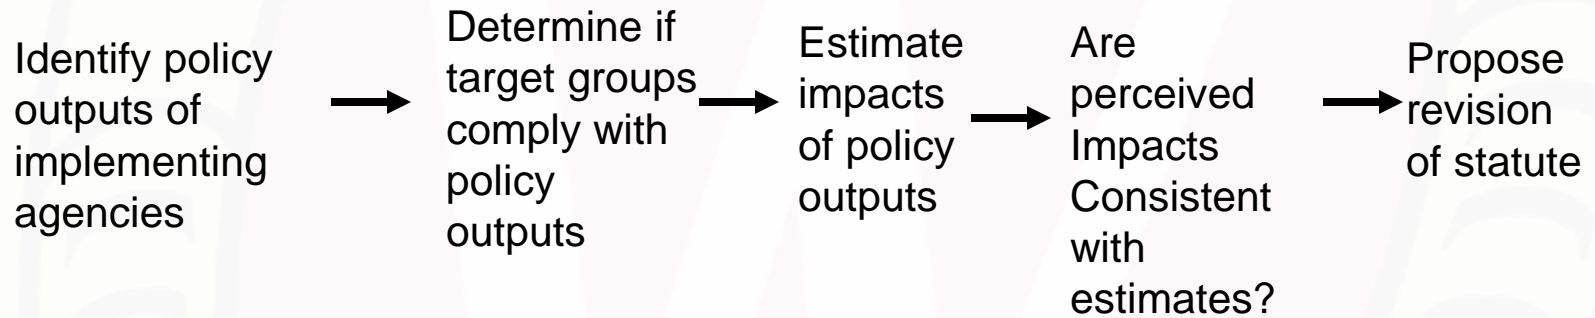 Identify policy
outputs of
implementing
agencies
Determine if
target groups
comply with
policy
outputs
Estimate
impacts
of policy
outputs
Are
perceived
Impacts
Consistent
with
estimates?
Propose
revision
of statute